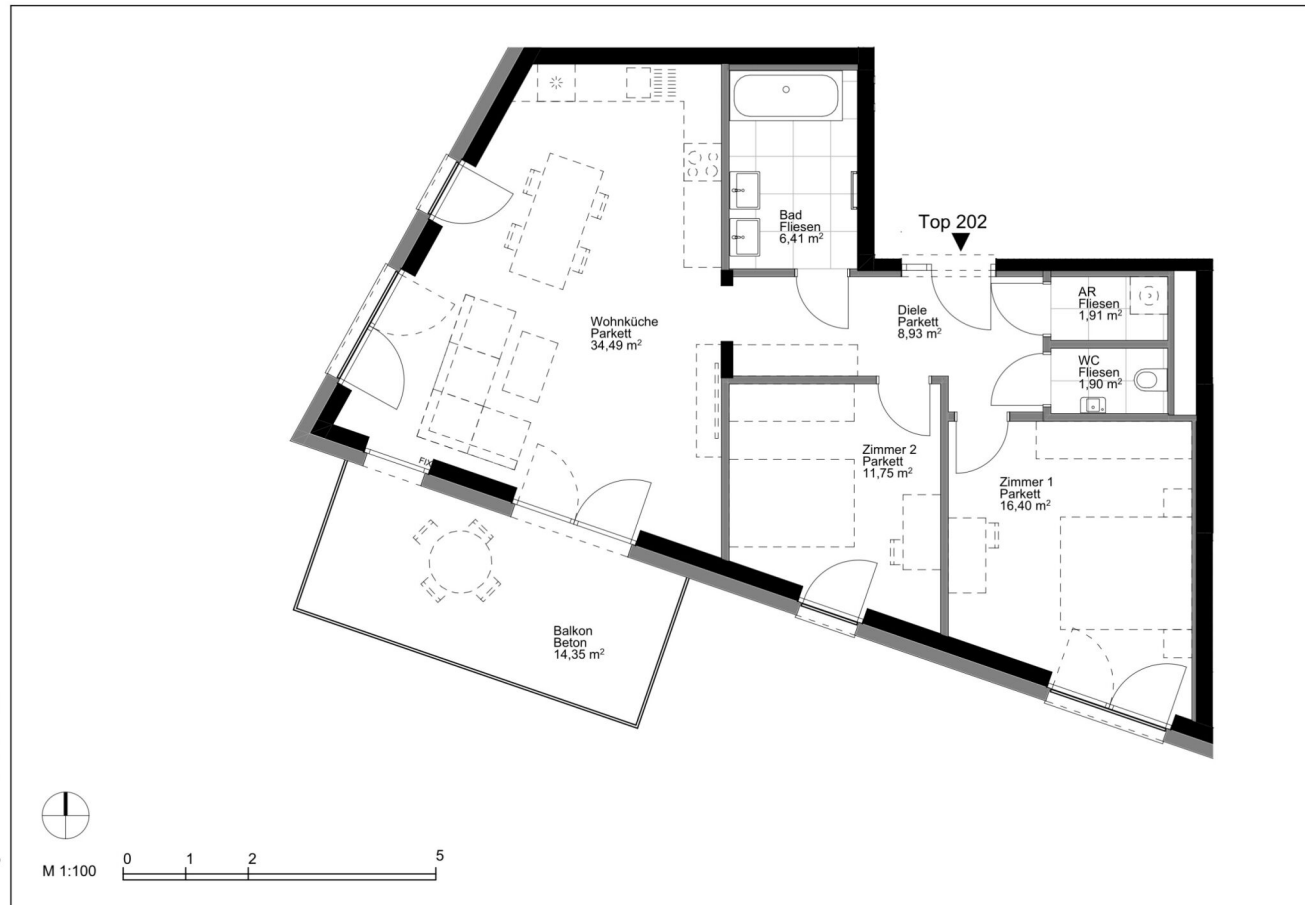 Top 202
Bad
Fliesen
6,41 m²
AR
Fliesen
1,91 m²
Diele
Parkett
8,93 m²
Wohnküche
Parkett
34,49 m²
WC
Fliesen
1,90 m²
Zimmer 2
Parkett
11,75 m²
Zimmer 1
Parkett
16,40 m²
FIX
Balkon
Beton
14,35 m²
M 1:100
0 1 2 5